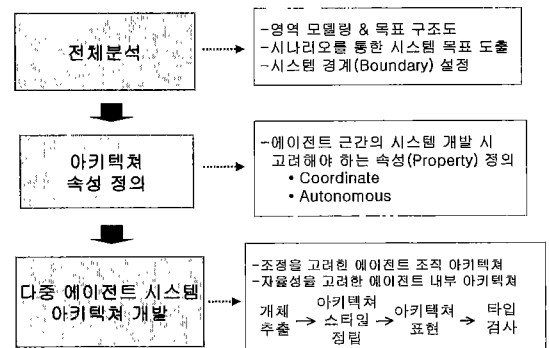 전체분석
-영역 모델링 & 목표 구조도
-시나리오를 통한 시스템 목표 도출
-시스템 경계(Boundary) 설정
아키텍쳐
속성 정의
-에이전트 근간의 시스템 개발 시
고려해야 하는 속성(Property) 정의
• Coordinate
• Autonomous
다중 에이전트 시스템
아키텍쳐 개발
-조정을 고려한 에이전트 조직 아키텍쳐
-자율성을 고려한 에이전트 내부 아키텍쳐
개체
추출
→
아키텍쳐
스타일
정립
→
아키텍쳐
표현
→
타입
검사